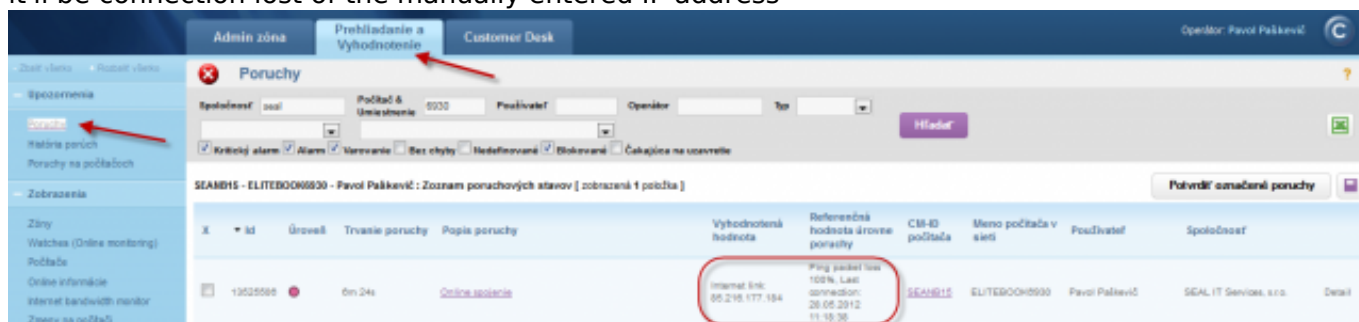 it'll be connection lost of the manually entered IP address
Admin zóna
Prehliadanie a
Vyhodnotenie
Customer Desk
Operátor: Pavol Paškevič
Zbaliť všetko
Rozbaliť všetko
Poruchy
?
Upozornenia
Poruchy
História porúch
Poruchy na počítačoch
Zobrazenia
Zóny
Watches (Online monitoring)
Počítače
Online informácie
Internet bandwidth monitor
Zmeny na počítači
Spoločnosť seal
Počítač &
Umiestnenie 6930
Používateľ
Operátor
Typ
Hľadať
Kritický alarm Alarm Varovanie Bez chyby Nedefinované Blokované Čakajúce na uzavretie
SEANB15 - ELITEBOOK6930 - Pavol Paškevič : Zoznam poruchových stavov [ zobrazená 1 položka ]
Potvrdiť označené poruchy
X Id Úroveň Trvanie poruchy Popis poruchy
Vyhodnotená
hodnota
Referenčná
hodnota úrovne
poruchy
CM-ID
počítača
Meno počítača v
sieti
Používateľ
Spoločnosť
13525586
6m 24s
Online spojenie
Internet link:
85.216.177.184
Ping packet loss
100%, Last
connection:
28.05.2012
11:18:38
SEANB15
ELITEBOOK6930
Pavol Paškevič
SEAL IT Services, s.r.o.
Detail